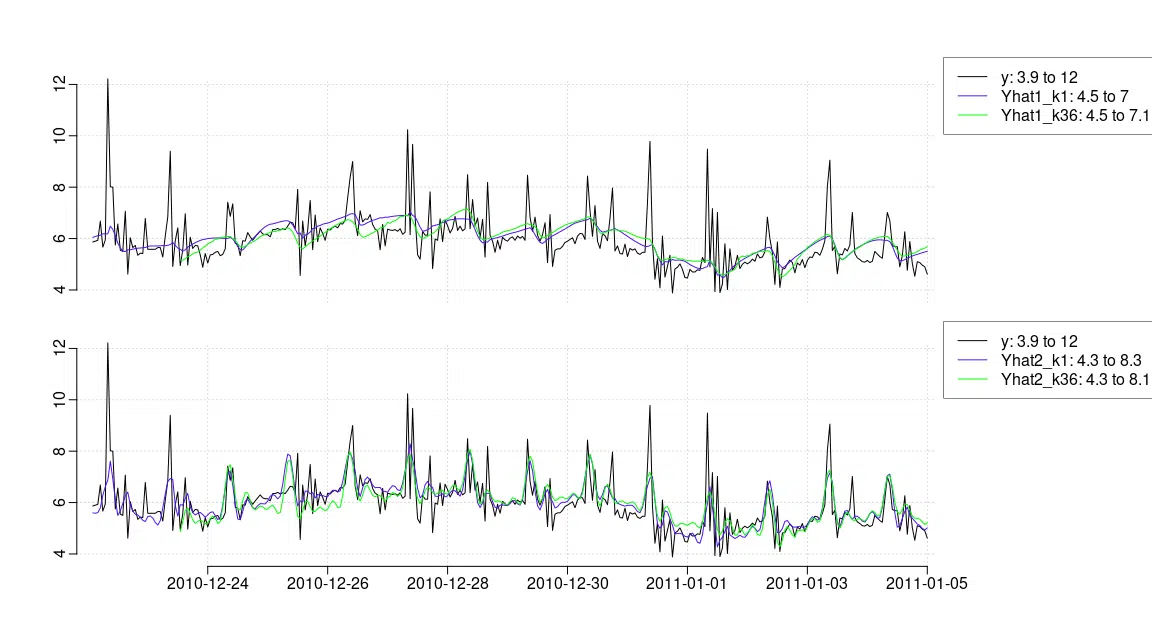 12
10
8
6
4
y: 3.9 to 12
Yhat1_k1: 4.5 to 7
Yhat1_k36: 4.5 to 7.1
12
10
8
6
4
y: 3.9 to 12
Yhat2_k1: 4.3 to 8.3
Yhat2_k36: 4.3 to 8.1
2010-12-24 2010-12-26 2010-12-28 2010-12-30 2011-01-01 2011-01-03 2011-01-05